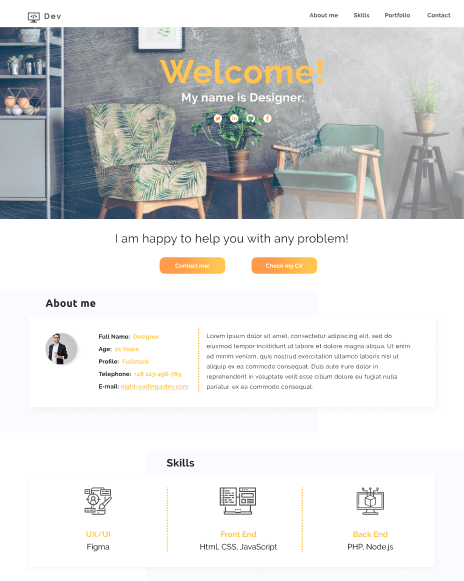 Dev
About me Skills Portfolio Contact
Welcome!
My name is Designer.
I am happy to help you with any problem!
Contact me! Check my CV
About me
Full Name: Designer
Age: 21 Years
Profile: Fullstack
Telephone: +48 123-456-789
E-mail: night-coding@dev.com
Lorem ipsum dolor sit amet, consectetur adipiscing elit, sed do
eiusmod tempor incididunt ut labore et dolore magna aliqua. Ut enim
ad minim veniam, quis nostrud exercitation ullamco laboris nisi ut
aliquip ex ea commodo consequat. Duis aute irure dolor in
reprehenderit in voluptate velit esse cillum dolore eu fugiat nulla
pariatur. ex ea commodo consequat.
Skills
UX/UI
Figma
Front End
Html, CSS, JavaScript
Back End
PHP, Node.js